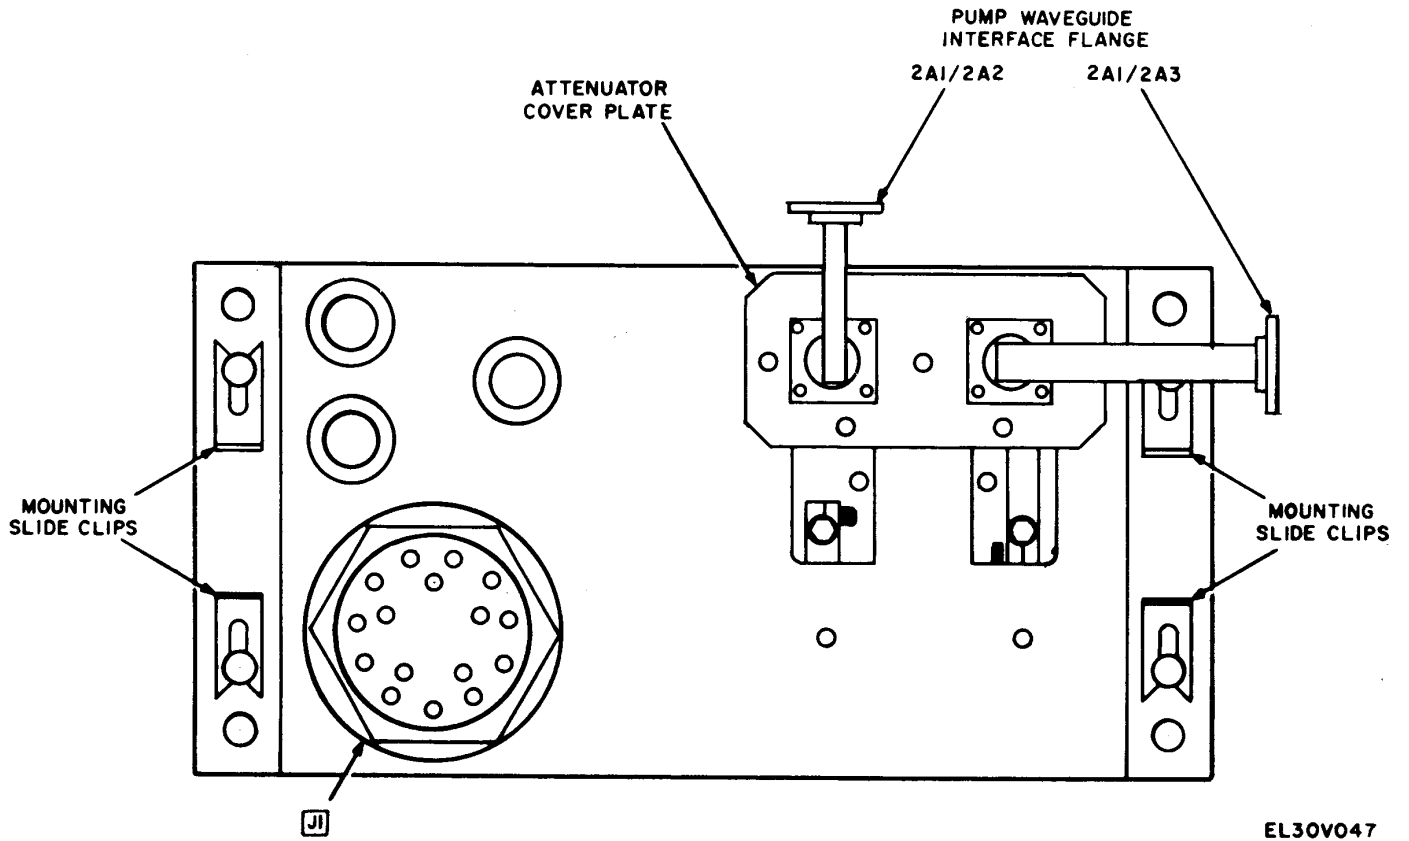 PUMP WAVEGUIDE
INTERFACE FLANGE
2A1/2A2
2A1/2A3
ATTENUATOR
COVER PLATE
MOUNTING
SLIDE CLIPS
MOUNTING
SLIDE CLIPS
J1
EL30V047